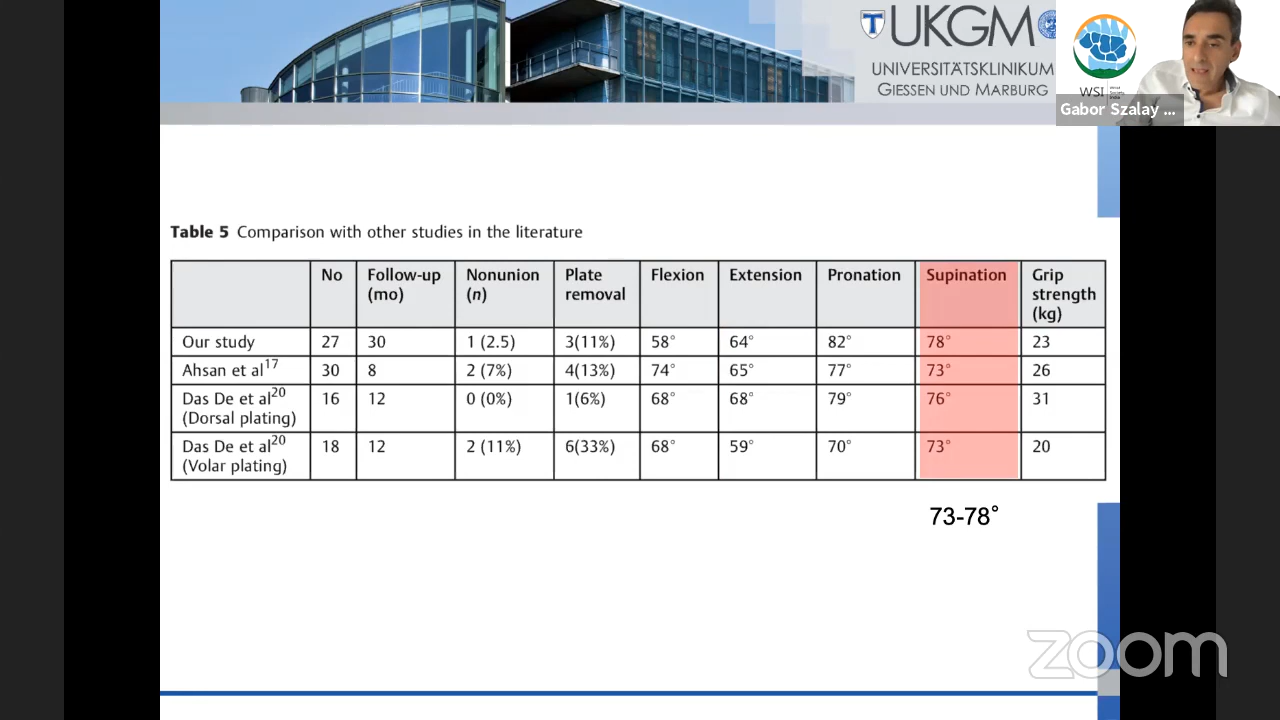 UKGM
UNIVERSITÄTSKLINIKUM
GIESSEN UND MARBURG
WSI
Gabor Szalay ...
Table 5 Comparison with other studies in the literature
No Follow-up (mo) Nonunion (n) Plate removal Flexion Extension Pronation Supination Grip strength (kg)
Our study 27 30 1 (2.5) 3(11%) 58° 64° 82° 78° 23
Ahsan et al17 30 8 2 (7%) 4(13%) 74° 65° 77° 73° 26
Das De et al20 (Dorsal plating) 16 12 0 (0%) 1(6%) 68° 68° 79° 76° 31
Das De et al20 (Volar plating) 18 12 2 (11%) 6(33%) 68° 59° 70° 73° 20
73-78°
zoom